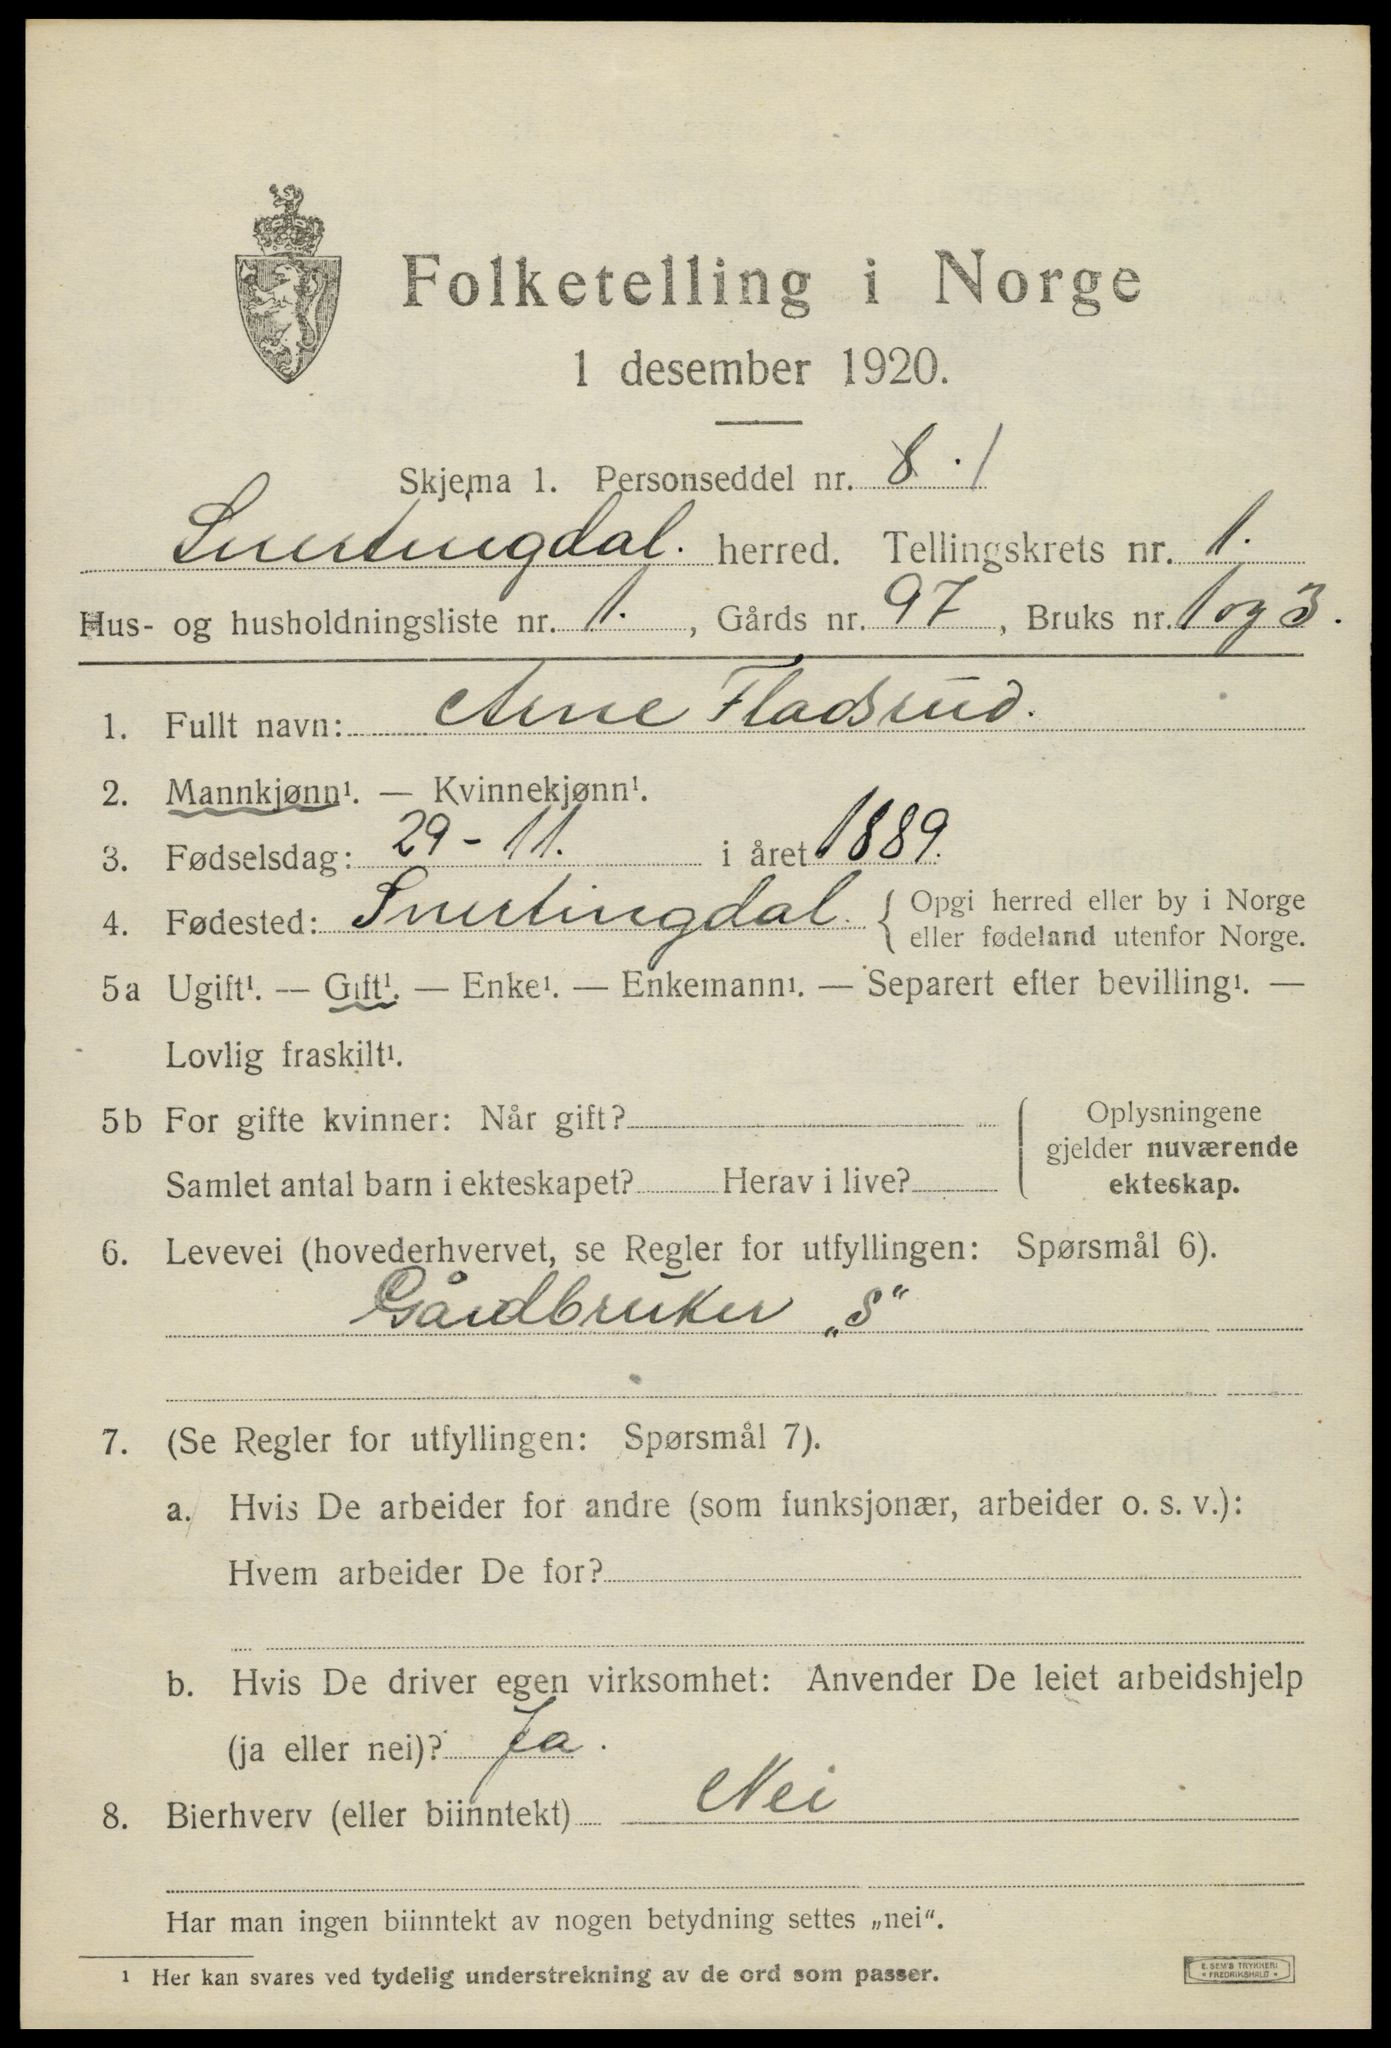 Folketelling i Norge
1 desember 1920.
Skjema 1. Personseddel nr. 8. 1
Snertingdal. herred. Tellingskrets nr. 1.
Hus- og husholdningsliste nr. 1., Gårds nr. 97, Bruks nr. 1 og 3.
1. Fullt navn: Arne Fladsrud.
2. Mannkjønn¹. — Kvinnekjønn¹.
3. Fødselsdag: 29-11. i året 1889.
4. Fødested: Snertingdal. { Opgi herred eller by i Norge
eller fødeland utenfor Norge.
5a Ugift¹. — Gift¹. — Enke¹. — Enkemann¹. — Separert efter bevilling¹. —
Lovlig fraskilt¹.
5b For gifte kvinner: Når gift?
Samlet antal barn i ekteskapet? Herav i live?
Oplysningene
gjelder nuværende
ekteskap.
6. Levevei (hovederhvervet, se Regler for utfyllingen: Spørsmål 6).
Gårdbruker „S“
7. (Se Regler for utfyllingen: Spørsmål 7).
a. Hvis De arbeider for andre (som funksjonær, arbeider o. s. v.):
Hvem arbeider De for?
b. Hvis De driver egen virksomhet: Anvender De leiet arbeidshjelp
(ja eller nei)? Ja.
8. Bierhverv (eller biinntekt) Nei
Har man ingen biinntekt av nogen betydning settes „nei“.
¹ Her kan svares ved tydelig understrekning av de ord som passer.
E. SEM'S TRYKKERI
* FREDRIKSHALD *